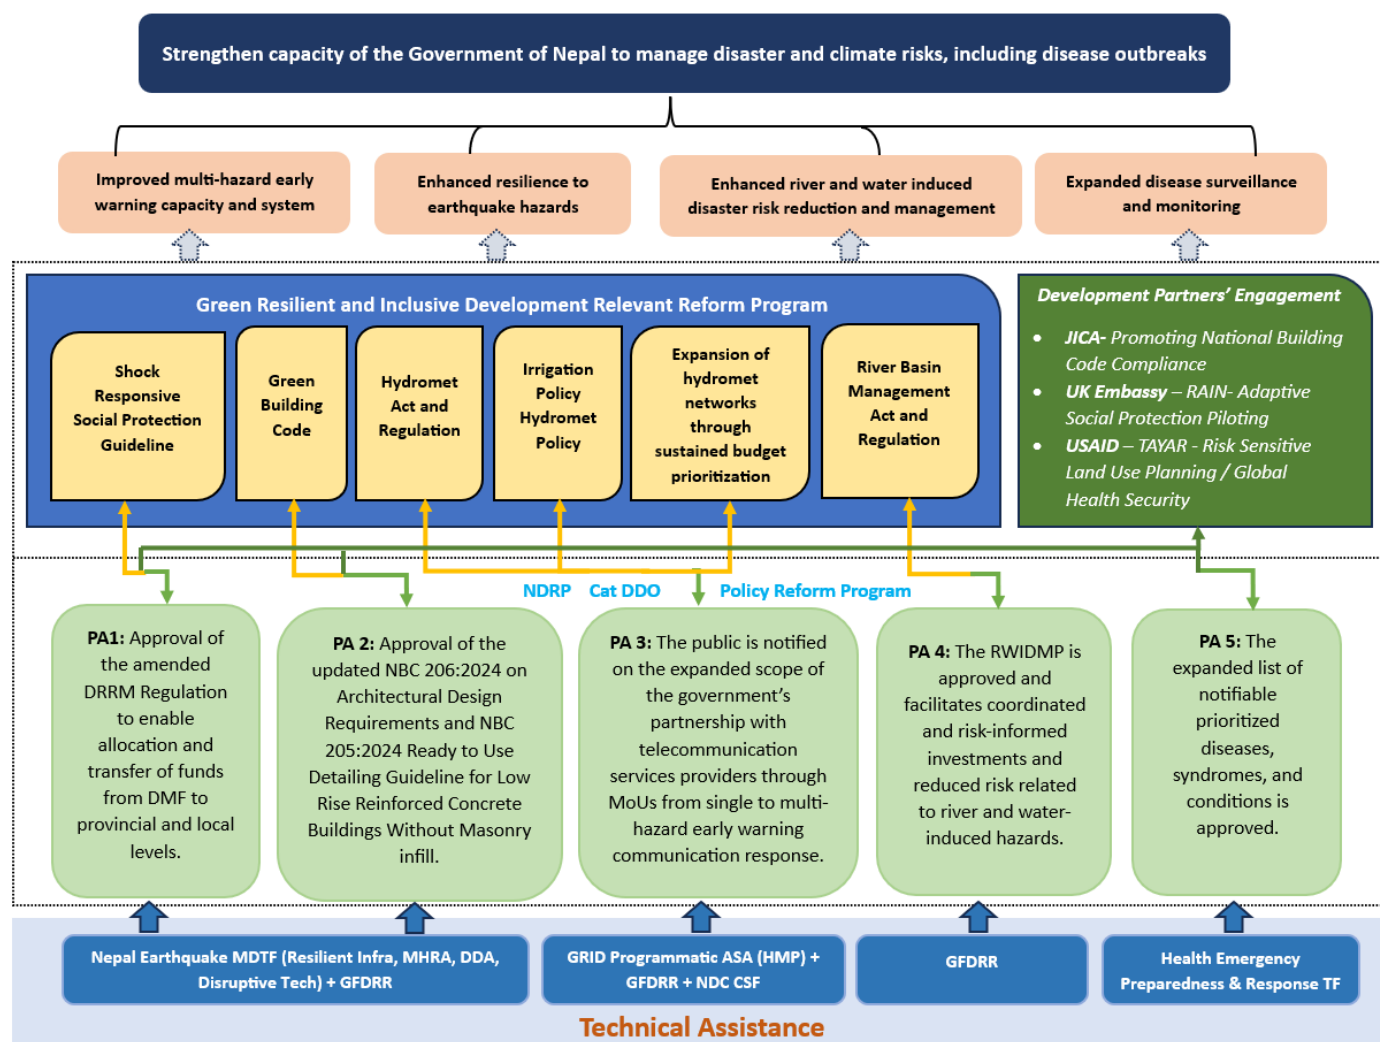 Strengthen capacity of the Government of Nepal to manage disaster and climate risks, including disease outbreaks
Improved multi-hazard early
warning capacity and system
Enhanced resilience to
earthquake hazards
Enhanced river and water induced
disaster risk reduction and management
Expanded disease surveillance
and monitoring
Green Resilient and Inclusive Development Relevant Reform Program
Shock
Responsive
Social Protection
Guideline
Green
Building
Code
Hydromet
Act and
Regulation
Irrigation
Policy
Hydromet
Policy
Expansion of
hydromet
networks
through
sustained budget
prioritization
River Basin
Management
Act and
Regulation
Development Partners’ Engagement
• JICA- Promoting National Building
Code Compliance
• UK Embassy – RAIN- Adaptive
Social Protection Piloting
• USAID – TAYAR - Risk Sensitive
Land Use Planning / Global
Health Security
NDRP Cat DDO Policy Reform Program
PA1: Approval of
the amended
DRRM Regulation
to enable
allocation and
transfer of funds
from DMF to
provincial and local
levels.
PA 2: Approval of the
updated NBC 206:2024 on
Architectural Design
Requirements and NBC
205:2024 Ready to Use
Detailing Guideline for Low
Rise Reinforced Concrete
Buildings Without Masonry
infill.
PA 3: The public is notified
on the expanded scope of
the government’s
partnership with
telecommunication
services providers through
MoUs from single to multi-
hazard early warning
communication response.
PA 4: The RWIDMP is
approved and
facilitates coordinated
and risk-informed
investments and
reduced risk related
to river and water-
induced hazards.
PA 5: The
expanded list of
notifiable
prioritized
diseases,
syndromes, and
conditions is
approved.
Nepal Earthquake MDTF (Resilient Infra, MHRA, DDA,
Disruptive Tech) + GFDRR
GRID Programmatic ASA (HMP) +
GFDRR + NDC CSF
GFDRR
Health Emergency
Preparedness & Response TF
Technical Assistance